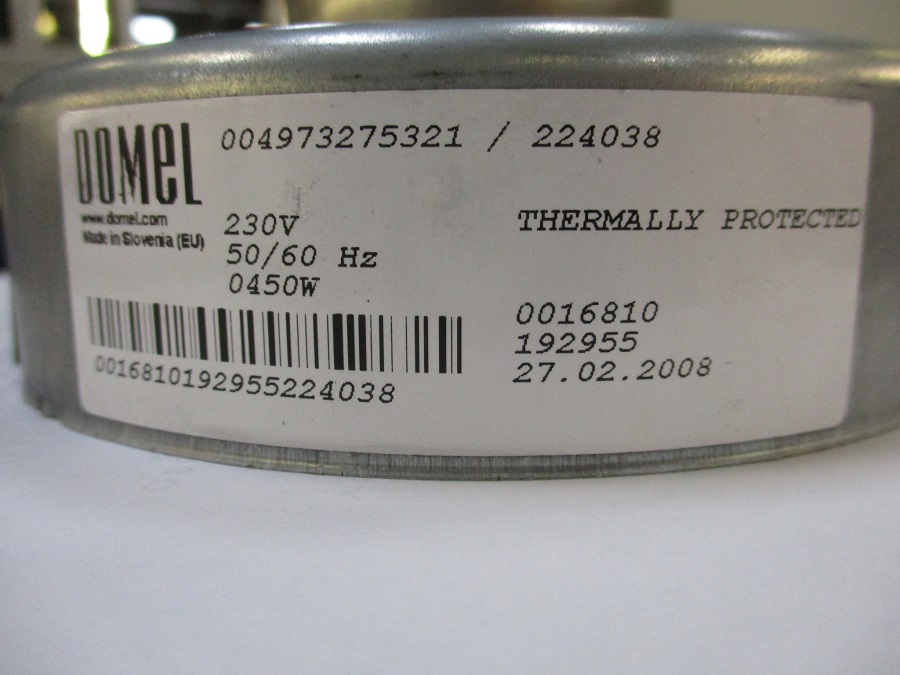 DOMEL
004973275321 / 224038
www.domel.com
Made in Slovenia (EU)
230V
THERMALLY PROTECTED
50/60 Hz
0450W
0016810
192955
27.02.2008
0016810192955224038